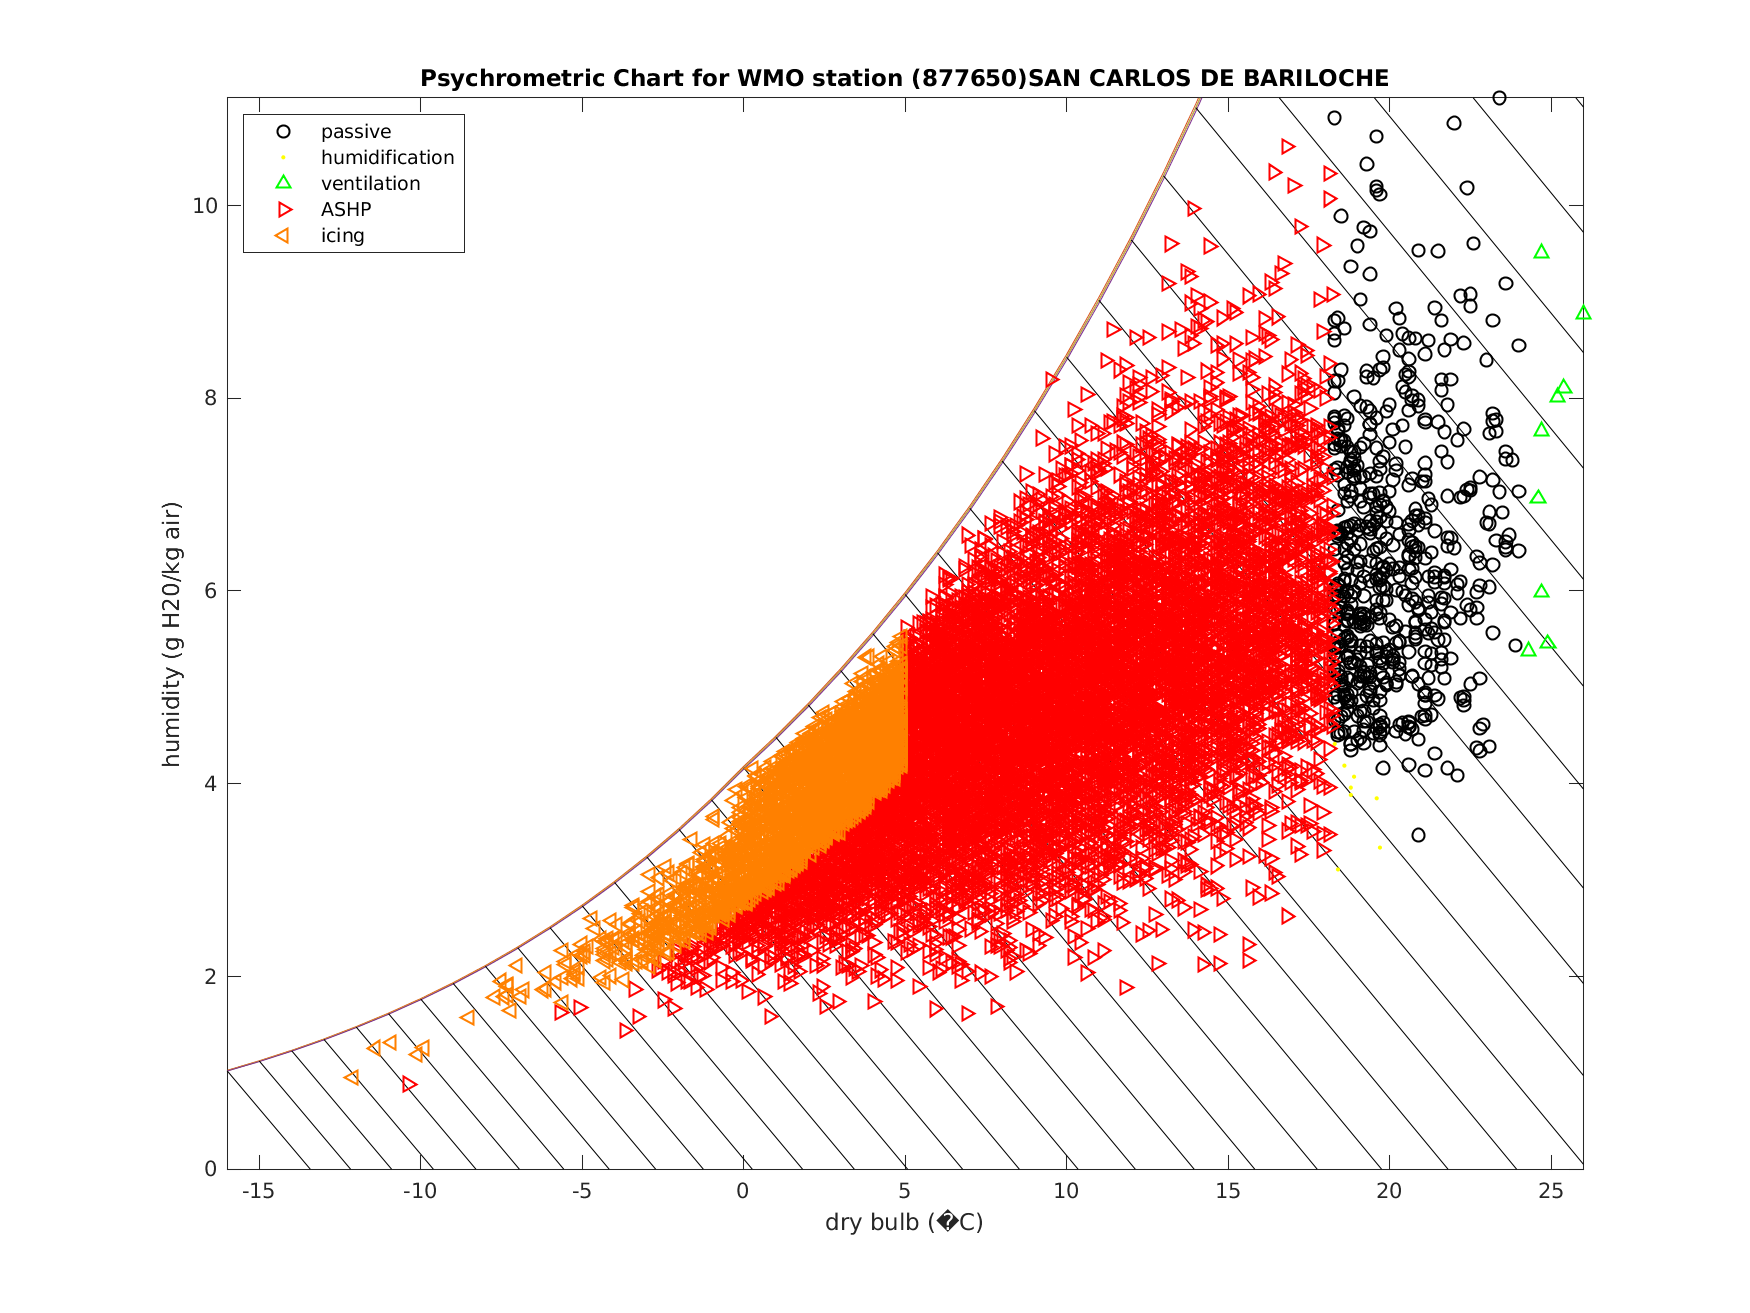 Psychrometric Chart for WMO station (877650)SAN CARLOS DE BARILOCHE
passive
humidification
ventilation
ASHP
icing
10
8
6
4
2
0
humidity (g H20/kg air)
-15 -10 -5 0 5 10 15 20 25
dry bulb (�C)